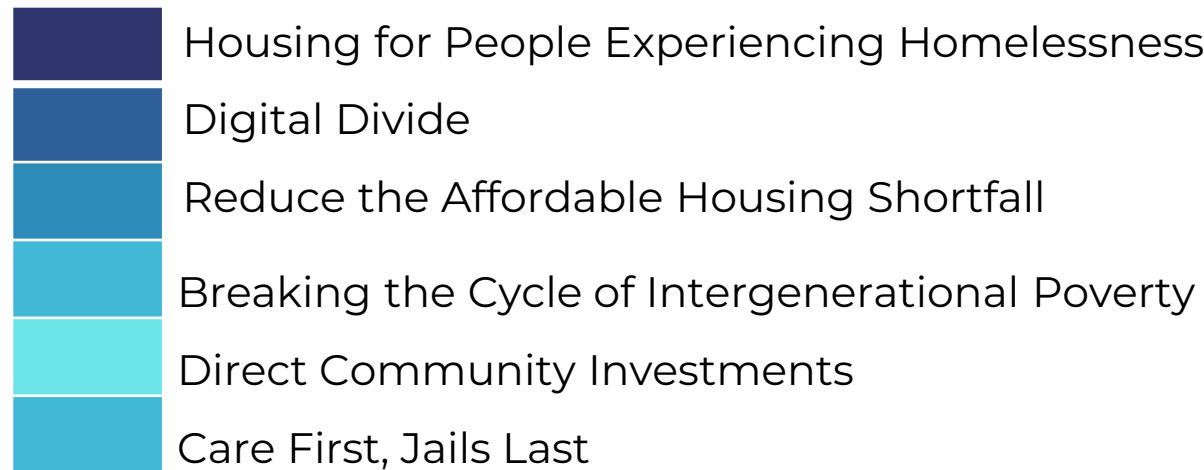 Housing for People Experiencing Homelessness
Digital Divide
Reduce the Affordable Housing Shortfall
Breaking the Cycle of Intergenerational Poverty
Direct Community Investments
Care First, Jails Last